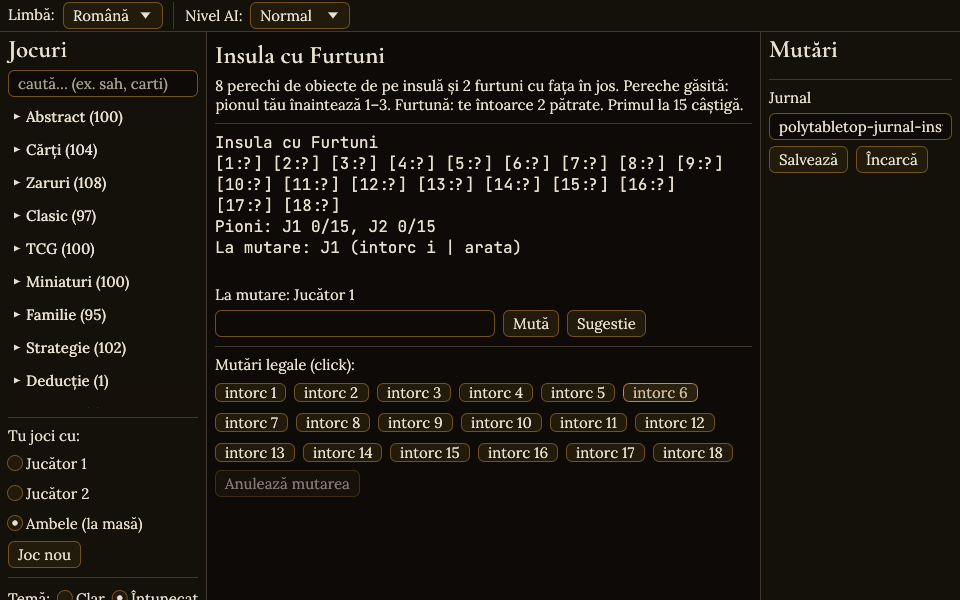 Limbă: Română ▼ Nivel AI: Normal ▼
Jocuri
caută... (ex. sah, carti)
▸ Abstract (100)
▸ Cărți (104)
▸ Zaruri (108)
▸ Clasic (97)
▸ TCG (100)
▸ Miniaturi (100)
▸ Familie (95)
▸ Strategie (102)
▸ Deducție (1)
Tu joci cu:
Jucător 1
Jucător 2
Ambele (la masă)
Joc nou
Temă: Clar Întunecat
Insula cu Furtuni
8 perechi de obiecte de pe insulă și 2 furtuni cu fața în jos. Pereche găsită:
pionul tău înaintează 1–3. Furtună: te întoarce 2 pătrate. Primul la 15 câștigă.
Insula cu Furtuni
[1:?] [2:?] [3:?] [4:?] [5:?] [6:?] [7:?] [8:?] [9:?]
[10:?] [11:?] [12:?] [13:?] [14:?] [15:?] [16:?]
[17:?] [18:?]
Pioni: J1 0/15, J2 0/15
La mutare: J1 (intorc i | arata)
La mutare: Jucător 1
Mută Sugestie
Mutări legale (click):
intorc 1 intorc 2 intorc 3 intorc 4 intorc 5 intorc 6
intorc 7 intorc 8 intorc 9 intorc 10 intorc 11 intorc 12
intorc 13 intorc 14 intorc 15 intorc 16 intorc 17 intorc 18
Anulează mutarea
Mutări
Jurnal
polytabletop-jurnal-ins
Salvează Încarcă